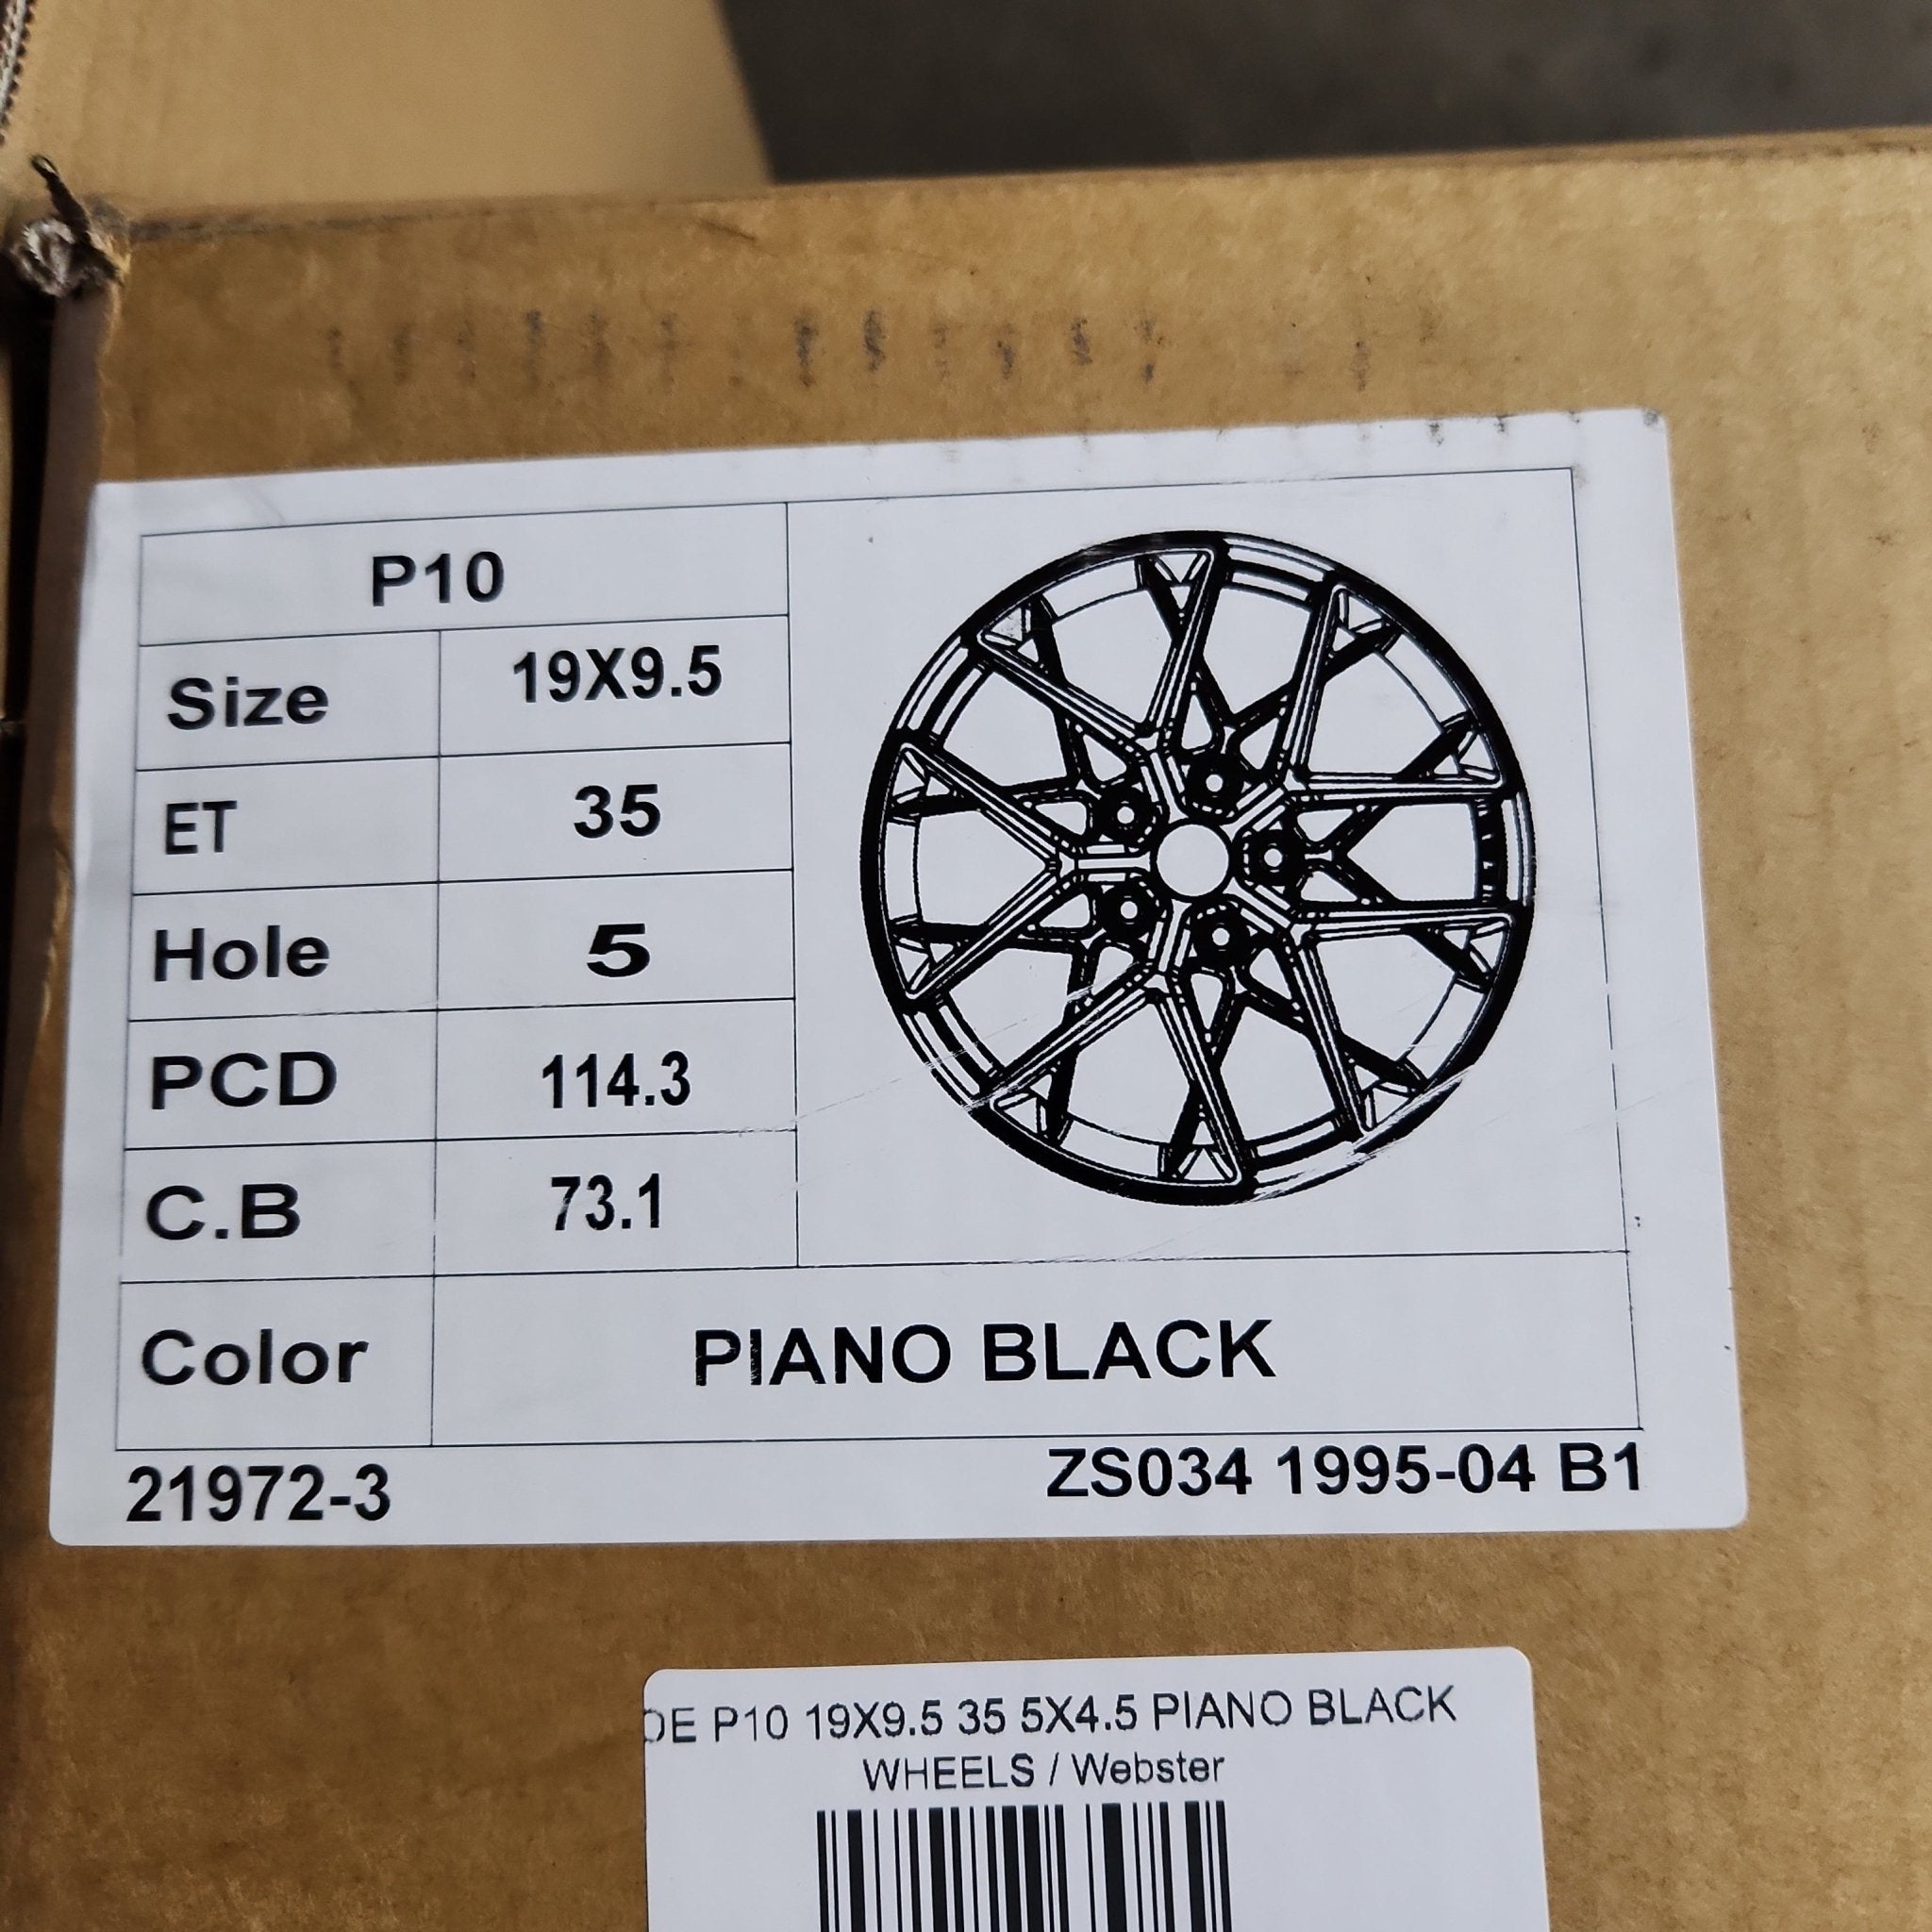 P10
Size 19X9.5
ET 35
Hole 5
PCD 114.3
C.B 73.1
Color PIANO BLACK
21972-3 ZS034 1995-04 B1
P10 19X9.5 35 5X4.5 PIANO BLACK
WHEELS / Webster